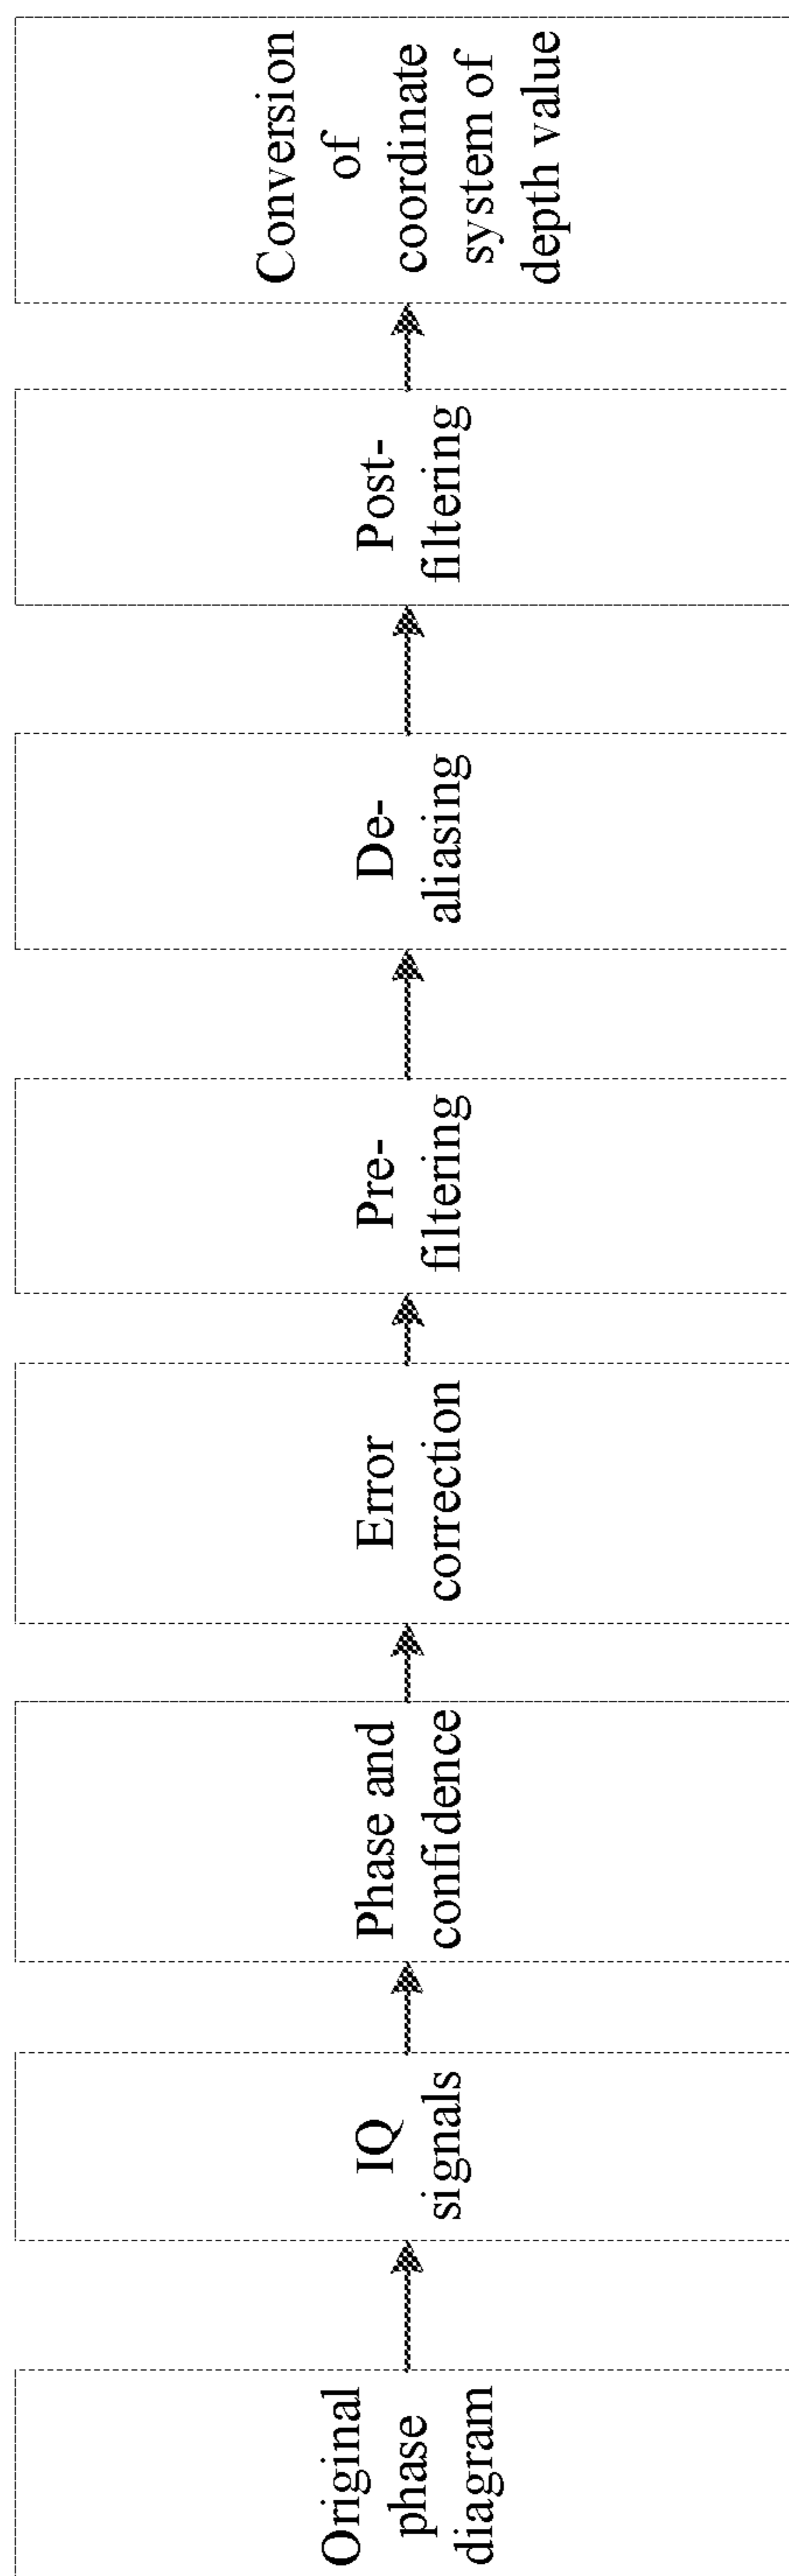 Original
phase
diagram
IQ
signals
Phase and
confidence
Error
correction
Pre-
filtering
De-
aliasing
Post-
filtering
Conversion
of
coordinate
system of
depth value